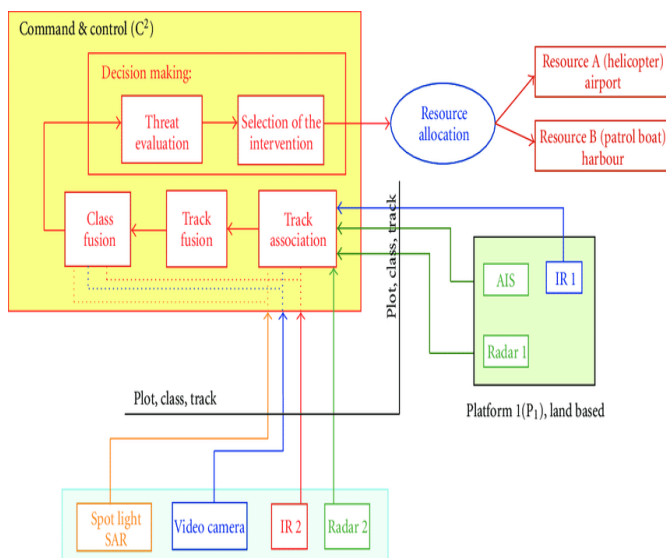 Command & control (C²)
Decision making:
Threat
evaluation
Selection of the
intervention
Resource
allocation
Resource A (helicopter)
airport
Resource B (patrol boat)
harbour
Class
fusion
Track
fusion
Track
association
Plot, class, track
AIS
IR 1
Radar 1
Platform 1(P₁), land based
Plot, class, track
Spot light
SAR
Video camera
IR 2
Radar 2